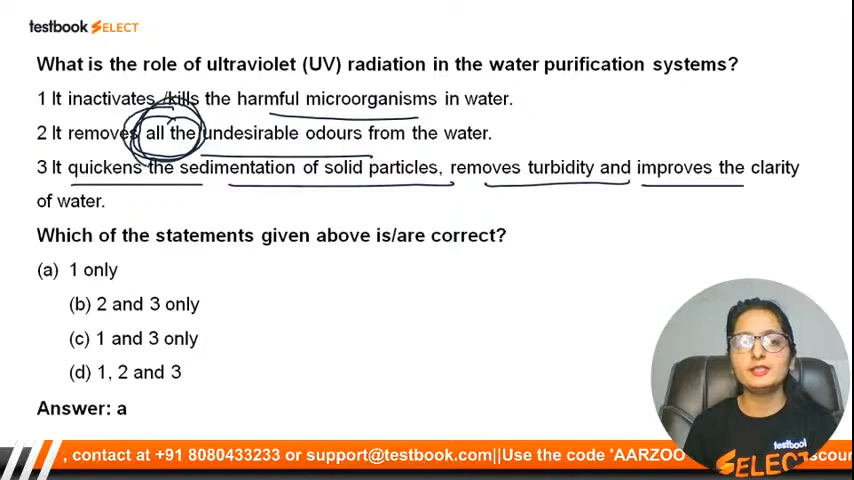 testbook SELECT
What is the role of ultraviolet (UV) radiation in the water purification systems?
1 It inactivates /kills the harmful microorganisms in water.
2 It removes all the undesirable odours from the water.
3 It quickens the sedimentation of solid particles, removes turbidity and improves the clarity
of water.
Which of the statements given above is/are correct?
(a) 1 only
(b) 2 and 3 only
(c) 1 and 3 only
(d) 1, 2 and 3
Answer: a
, contact at +91 8080433233 or support@testbook.com||Use the code 'AARZOO
testbook
SELECT